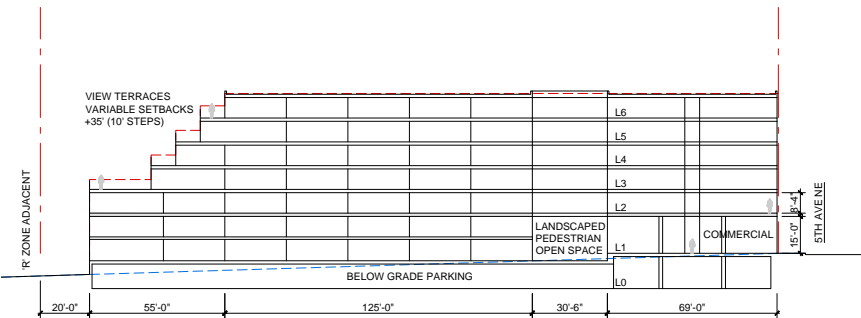 VIEW TERRACES
VARIABLE SETBACKS
+35' (10' STEPS)
'R' ZONE ADJACENT
L6
L5
L4
L3
L2
L1
L0
LANDSCAPED
PEDESTRIAN
OPEN SPACE
COMMERCIAL
BELOW GRADE PARKING
8'-4"
15'-0"
5TH AVE NE
20'-0"
55'-0"
125'-0"
30'-6"
69'-0"